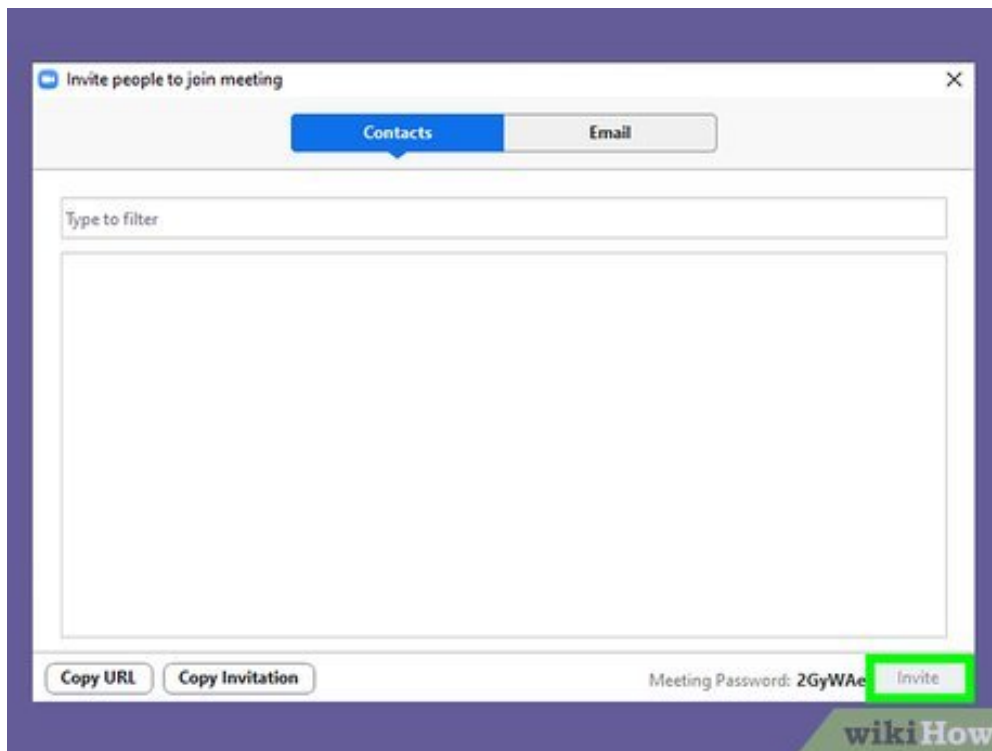 Invite people to join meeting
Contacts Email
Type to filter
Copy URL Copy Invitation Meeting Password: 2GyWAe Invite
wikiHow